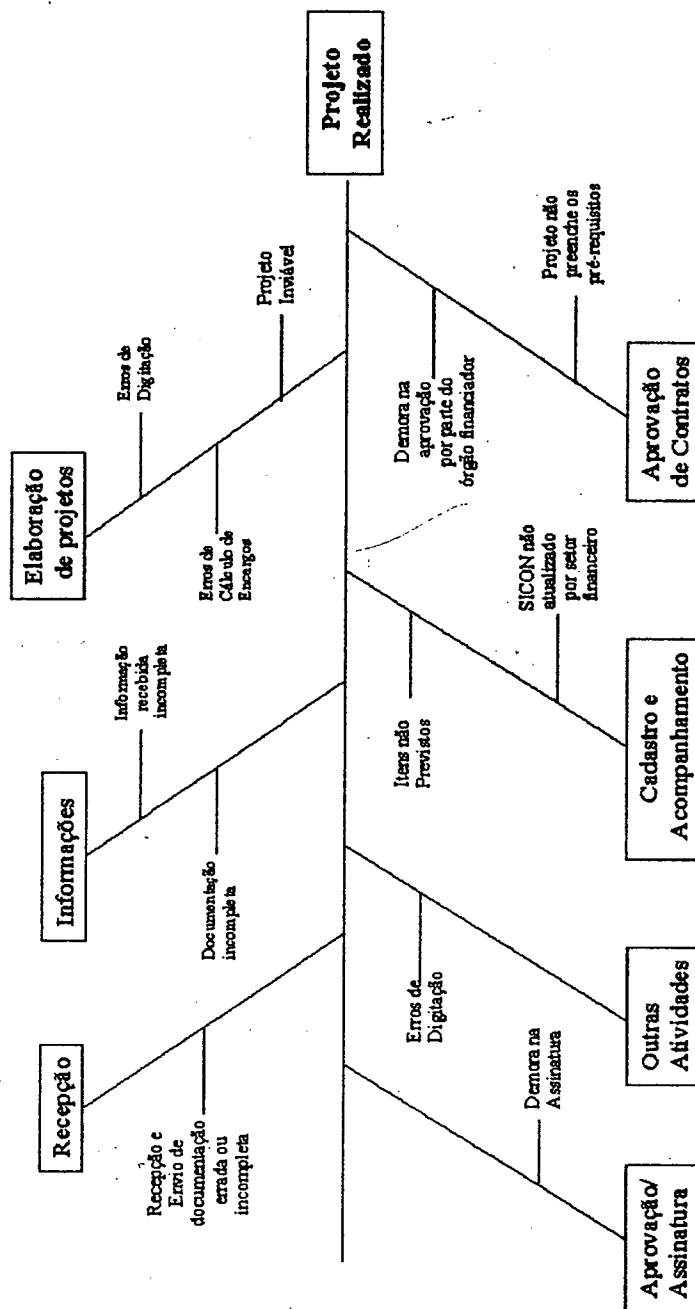 Recepção
Recepção e
Envio de
documentação
errada ou
incompleta
Informações
Informação
recebida
incompleta
Documentação
incompleta
Elaboração
de projetos
Erros de
Digitação
Erros de
Cálculo de
Encargos
Projeto
Inviável
Projeto
Realizado
Aprovação/
Assinatura
Demora na
Assinatura
Outras
Atividades
Erros de
Digitação
Cadastro e
Acompanhamento
Itens não
Previstos
SICON não
atualizado
por setor
financeiro
Aprovação
de Contratos
Demora na
aprovação
por parte do
órgão financiador
Projeto não
preenche os
pré-requisitos